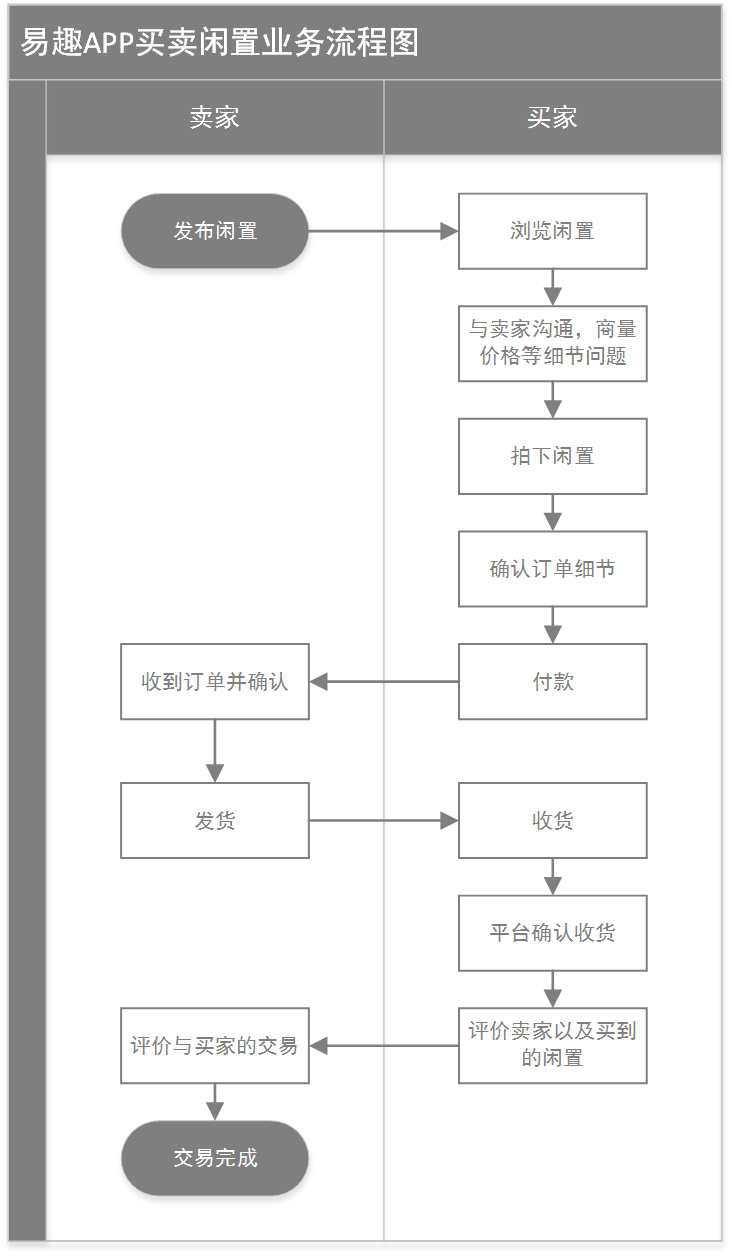 易趣APP买卖闲置业务流程图
卖家
买家
发布闲置
浏览闲置
与卖家沟通，商量
价格等细节问题
拍下闲置
确认订单细节
收到订单并确认
付款
发货
收货
平台确认收货
评价与买家的交易
评价卖家以及买到
的闲置
交易完成